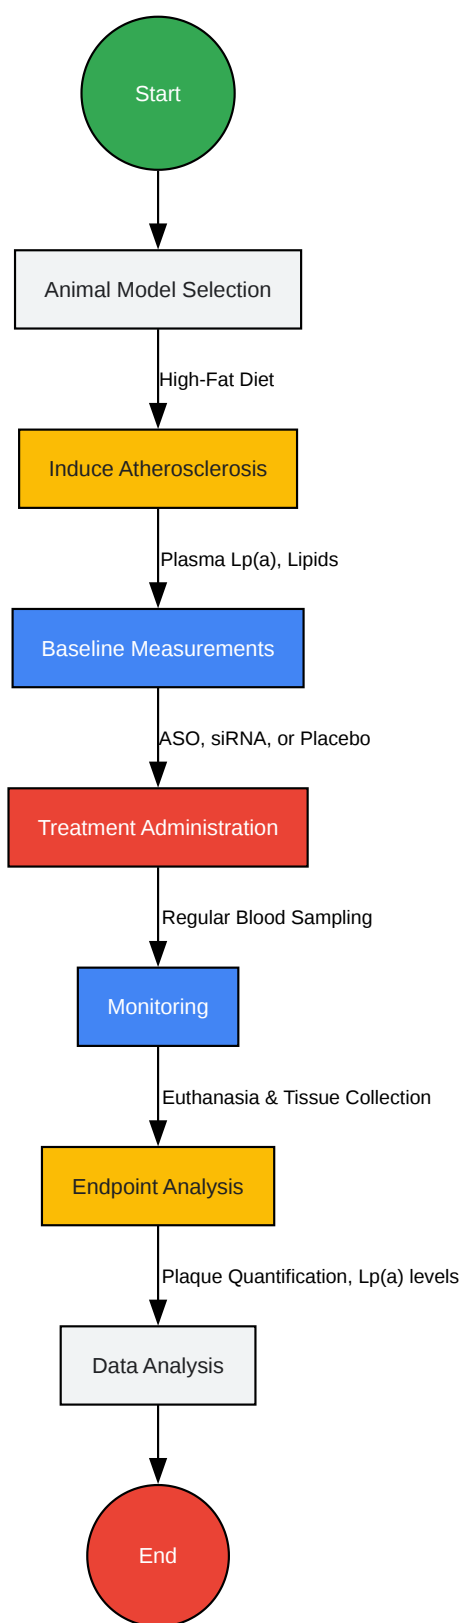 Start
Animal Model Selection
High-Fat Diet
Induce Atherosclerosis
Plasma Lp(a), Lipids
Baseline Measurements
ASO, siRNA, or Placebo
Treatment Administration
Regular Blood Sampling
Monitoring
Euthanasia & Tissue Collection
Endpoint Analysis
Plaque Quantification, Lp(a) levels
Data Analysis
End